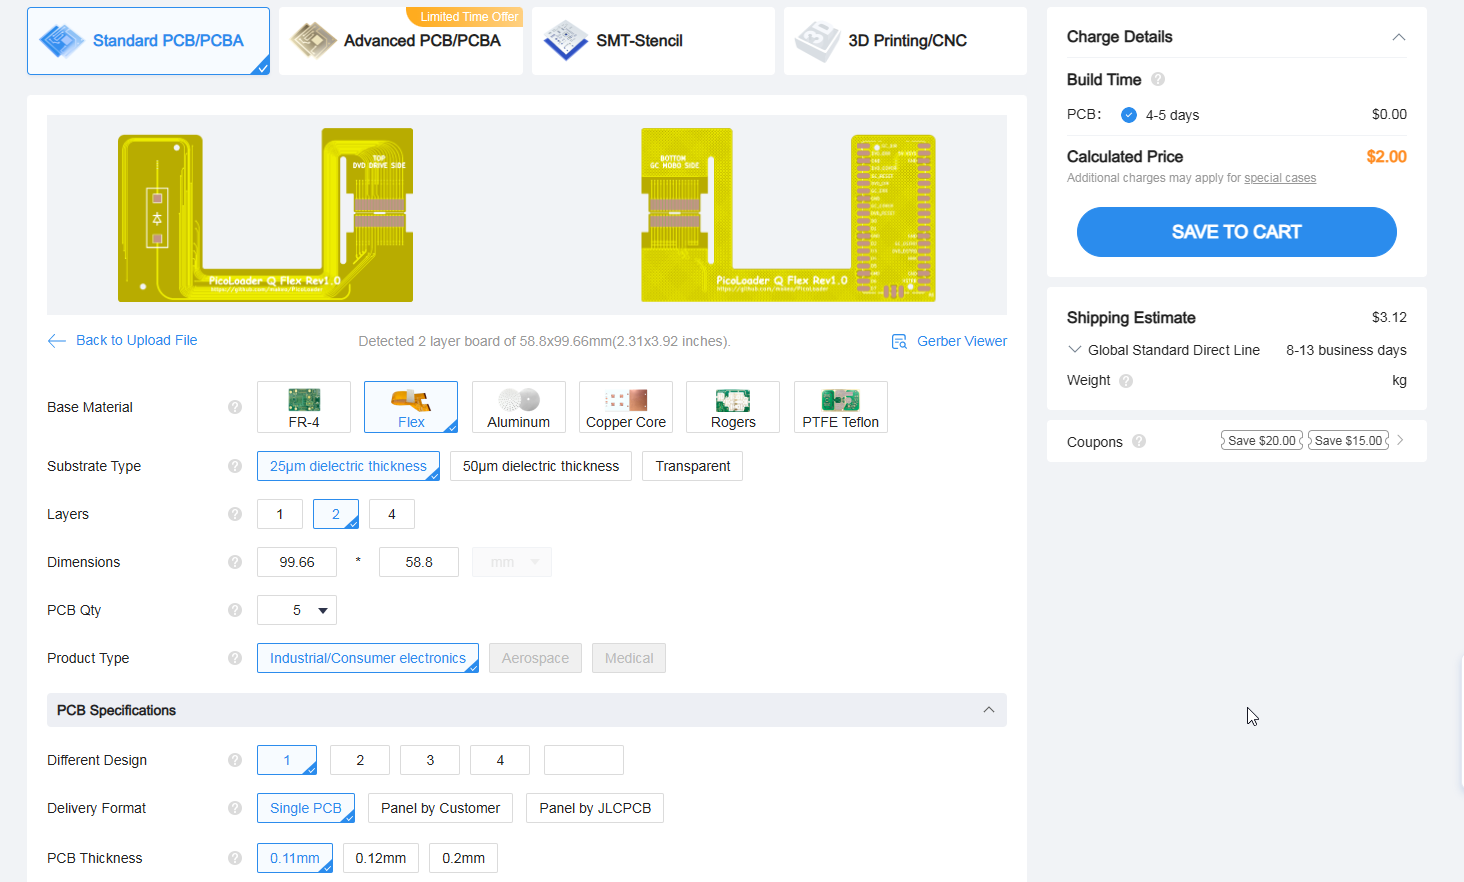 Standard PCB/PCBA
Limited Time Offer
Advanced PCB/PCBA
SMT-Stencil
3D Printing/CNC
TOP
DVD DRIVE SIDE
PicoLoader Q Flex Rev1.0
BOTTOM
GC MOBO SIDE
PicoLoader Q Flex Rev1.0
Back to Upload File
Detected 2 layer board of 58.8x99.66mm(2.31x3.92 inches).
Gerber Viewer
Base Material
FR-4
Flex
Aluminum
Copper Core
Rogers
PTFE Teflon
Substrate Type
25μm dielectric thickness
50μm dielectric thickness
Transparent
Layers
1
2
4
Dimensions
99.66
*
58.8
mm
PCB Qty
5
Product Type
Industrial/Consumer electronics
Aerospace
Medical
PCB Specifications
Different Design
1
2
3
4
Delivery Format
Single PCB
Panel by Customer
Panel by JLCPCB
PCB Thickness
0.11mm
0.12mm
0.2mm
Charge Details
Build Time
PCB:
4-5 days
$0.00
Calculated Price
$2.00
Additional charges may apply for special cases
SAVE TO CART
Shipping Estimate
$3.12
Global Standard Direct Line
8-13 business days
Weight
kg
Coupons
Save $20.00
Save $15.00